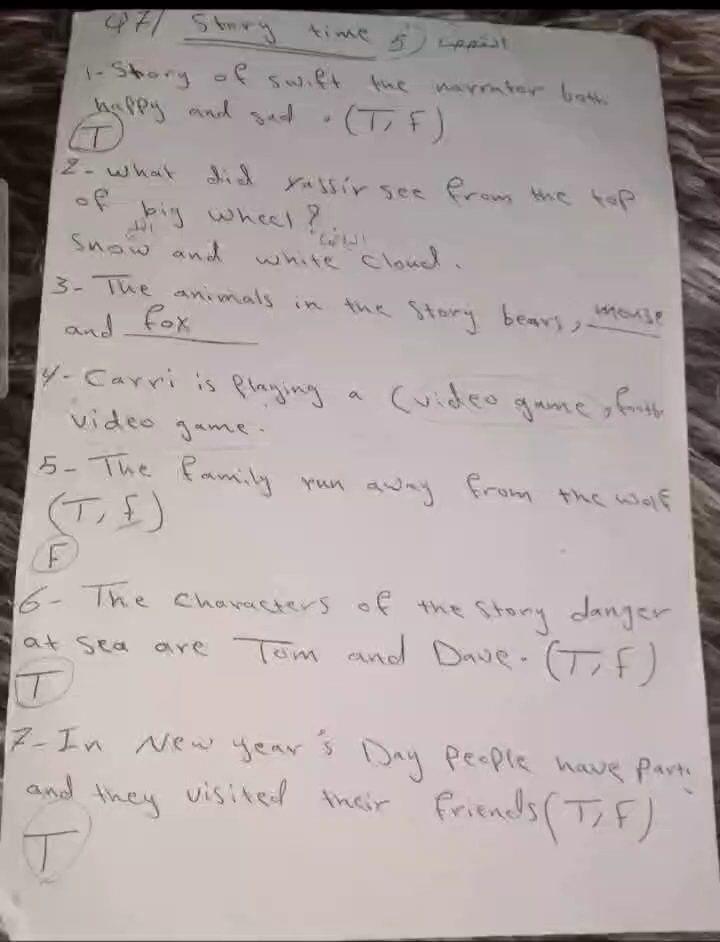 Q7/ Story time 5)
1- Story of swift the narrator both
happy and sad. (T, F)
T
2- what did yassir see from the top
of big wheel?
Snow and white cloud.
3- The animals in the story bears, mouse
and fox
4- Carri is playing a (video game,
video game.
5- The family run away from the wolf
(T, F)
F
6- The characters of the story danger
at sea are Tom and Dave. (T, F)
T
7- In New year's Day people have party
and they visited their friends (T, F)
T